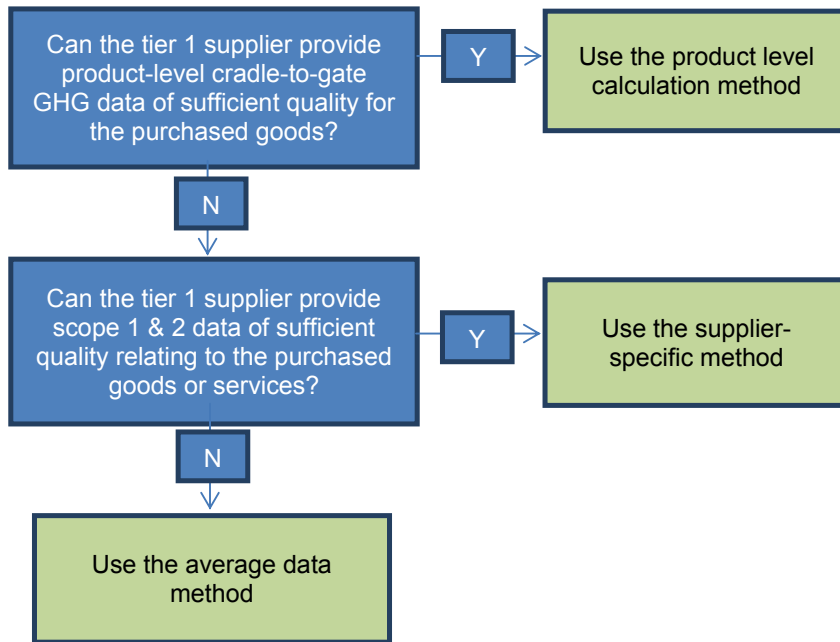 Can the tier 1 supplier provide
product-level cradle-to-gate
GHG data of sufficient quality for
the purchased goods?
Y
Use the product level
calculation method
N
Can the tier 1 supplier provide
scope 1 & 2 data of sufficient
quality relating to the purchased
goods or services?
Y
Use the supplier-
specific method
N
Use the average data
method